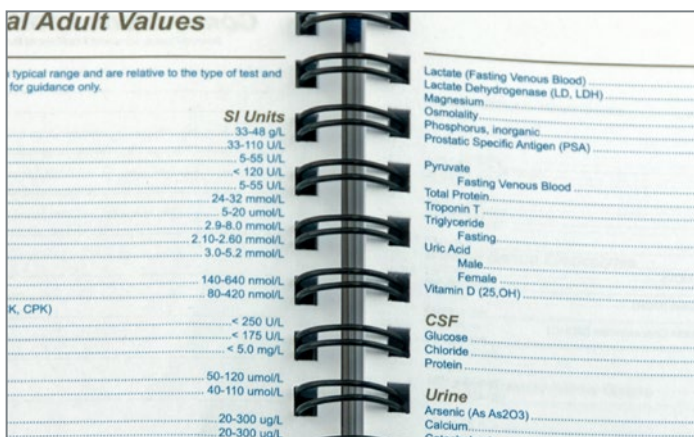 al Adult Values
typical range and are relative to the type of test and
for guidance only.
SI Units
33-48 g/L
33-110 U/L
5-55 U/L
< 120 U/L
5-55 U/L
24-32 mmol/L
5-20 umol/L
2.9-8.0 mmol/L
2.10-2.60 mmol/L
3.0-5.2 mmol/L
140-640 nmol/L
80-420 nmol/L
K, CPK)
< 250 U/L
< 175 U/L
< 5.0 mg/L
50-120 umol/L
40-110 umol/L
20-300 ug/L
20-300 ug/L
Lactate (Fasting Venous Blood)
Lactate Dehydrogenase (LD, LDH)
Magnesium
Osmolality
Phosphorus, inorganic
Prostatic Specific Antigen (PSA)
Pyruvate
Fasting Venous Blood
Total Protein
Troponin T
Triglyceride
Fasting
Uric Acid
Male
Female
Vitamin D (25,OH)
CSF
Glucose
Chloride
Protein
Urine
Arsenic (As As2O3)
Calcium